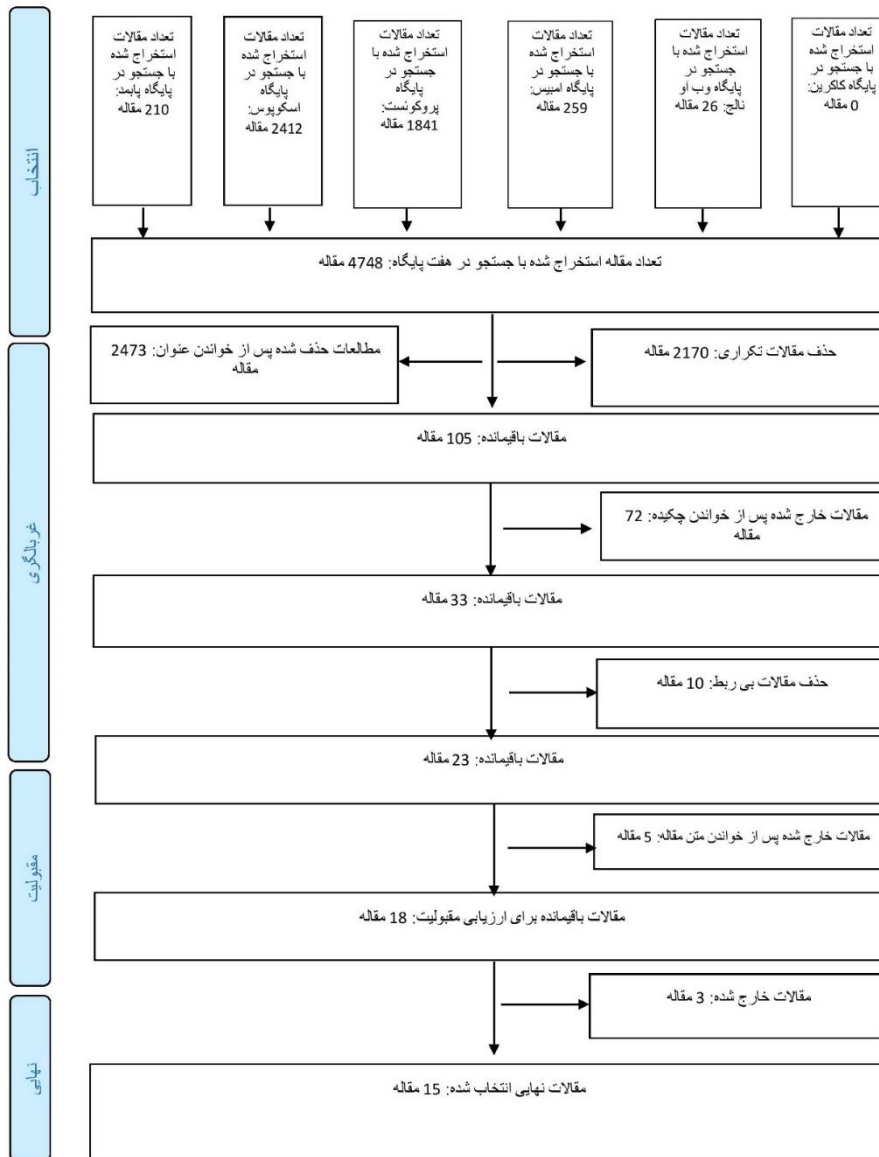 تعداد مقالات
استخراج شده
با جستجو در
پایگاه کاکرین:
0 مقاله
تعداد مقالات
استخراج شده با
جستجو در
پایگاه وب او
نالج: 26 مقاله
تعداد مقالات
استخراج شده
با جستجو در
پایگاه امبیس:
259 مقاله
تعداد مقالات
استخراج شده با
جستجو در
پایگاه
پروکوئست:
1841 مقاله
تعداد مقالات
استخراج شده
با جستجو در
پایگاه
اسکوپوس:
2412 مقاله
تعداد مقالات
استخراج شده
با جستجو در
پایگاه پابمد:
210 مقاله
انتخاب
تعداد مقاله استخراج شده با جستجو در هفت پایگاه: 4748 مقاله
حذف مقالات تکراری: 2170 مقاله
مطالعات حذف شده پس از خواندن عنوان: 2473
مقاله
مقالات باقیمانده: 105 مقاله
مقالات خارج شده پس از خواندن چکیده: 72
مقاله
غربالگری
مقالات باقیمانده: 33 مقاله
حذف مقالات بی ربط: 10 مقاله
مقالات باقیمانده: 23 مقاله
مقالات خارج شده پس از خواندن متن مقاله: 5 مقاله
مقبولیت
مقالات باقیمانده برای ارزیابی مقبولیت: 18 مقاله
مقالات خارج شده: 3 مقاله
نهایی
مقالات نهایی انتخاب شده: 15 مقاله